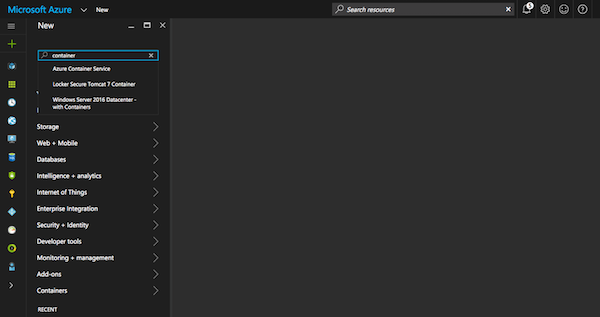 Microsoft Azure New
Search resources
5
New
container
Azure Container Service
Locker Secure Tomcat 7 Container
Windows Server 2016 Datacenter -
with Containers
Storage
Web + Mobile
Databases
Intelligence + analytics
Internet of Things
Enterprise Integration
Security + Identity
Developer tools
Monitoring + management
Add-ons
Containers
RECENT